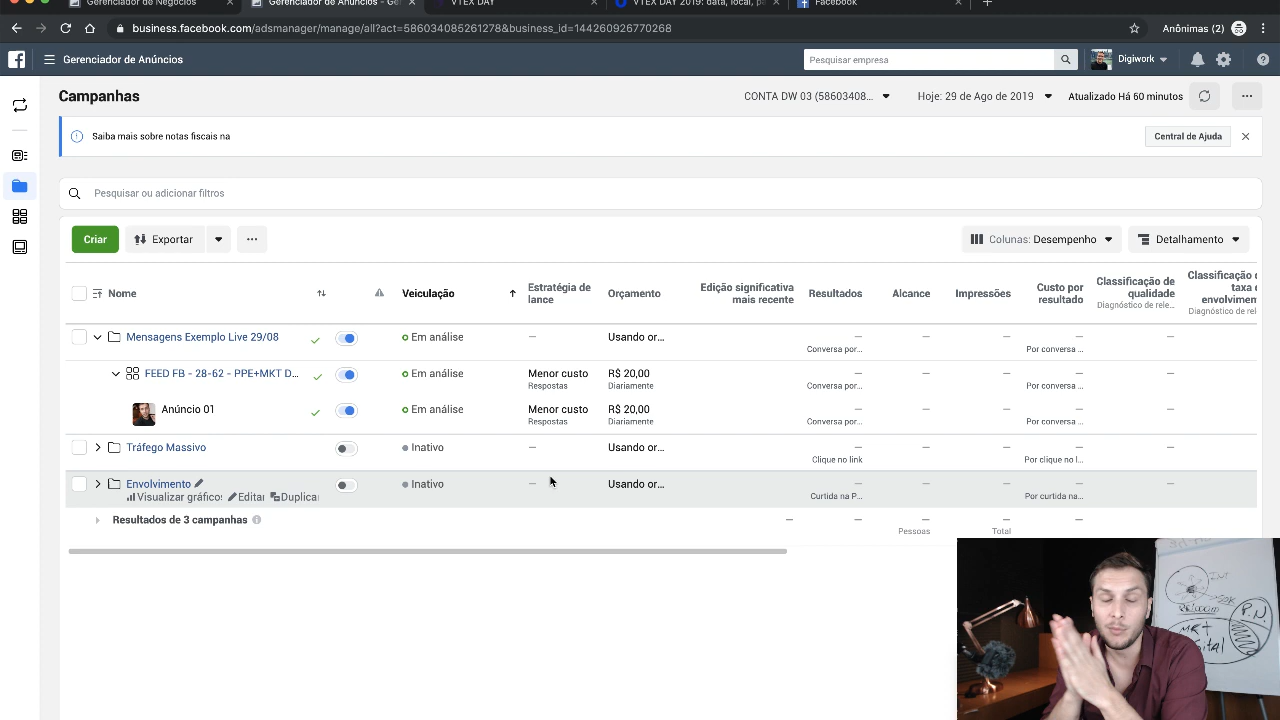 Gerenciador de Negócios
Gerenciador de Anúncios - Ge
VTEX DAY
VTEX DAY 2019: data, local, p
Facebook
business.facebook.com/adsmanager/manage/all?act=586034085261278&business_id=144260926770268
Anônimas (2)
Gerenciador de Anúncios
Pesquisar empresa
Digiwork
Campanhas
CONTA DW 03 (58603408...
Hoje: 29 de Ago de 2019
Atualizado Há 60 minutos
Saiba mais sobre notas fiscais na
Central de Ajuda
Pesquisar ou adicionar filtros
Criar
Exportar
Colunas: Desempenho
Detalhamento
Nome
Veiculação
Estratégia de
lance
Orçamento
Edição significativa
mais recente
Resultados
Alcance
Impressões
Custo por
resultado
Classificação de
qualidade
Diagnóstico de rele...
Classificação
taxa
envolvimen
Diagnóstico de rel
Mensagens Exemplo Live 29/08
Em análise
—
Usando or...
—
Conversa por...
—
—
—
Por conversa ...
—
FEED FB - 28-62 - PPE+MKT D...
Em análise
Menor custo
Respostas
R$ 20,00
Diariamente
—
Conversa por...
—
—
—
Por conversa ...
—
Anúncio 01
Em análise
Menor custo
Respostas
R$ 20,00
Diariamente
—
Conversa por...
—
—
—
Por conversa ...
—
Tráfego Massivo
Inativo
—
Usando or...
—
Clique no link
—
—
—
Por clique no l...
—
Envolvimento
Visualizar gráficos Editar Duplica
Inativo
—
Usando or...
—
Curtida na P...
—
—
—
Por curtida na...
—
Resultados de 3 campanhas
—
—
—
Pessoas
—
Total
—
P.N.
MKT